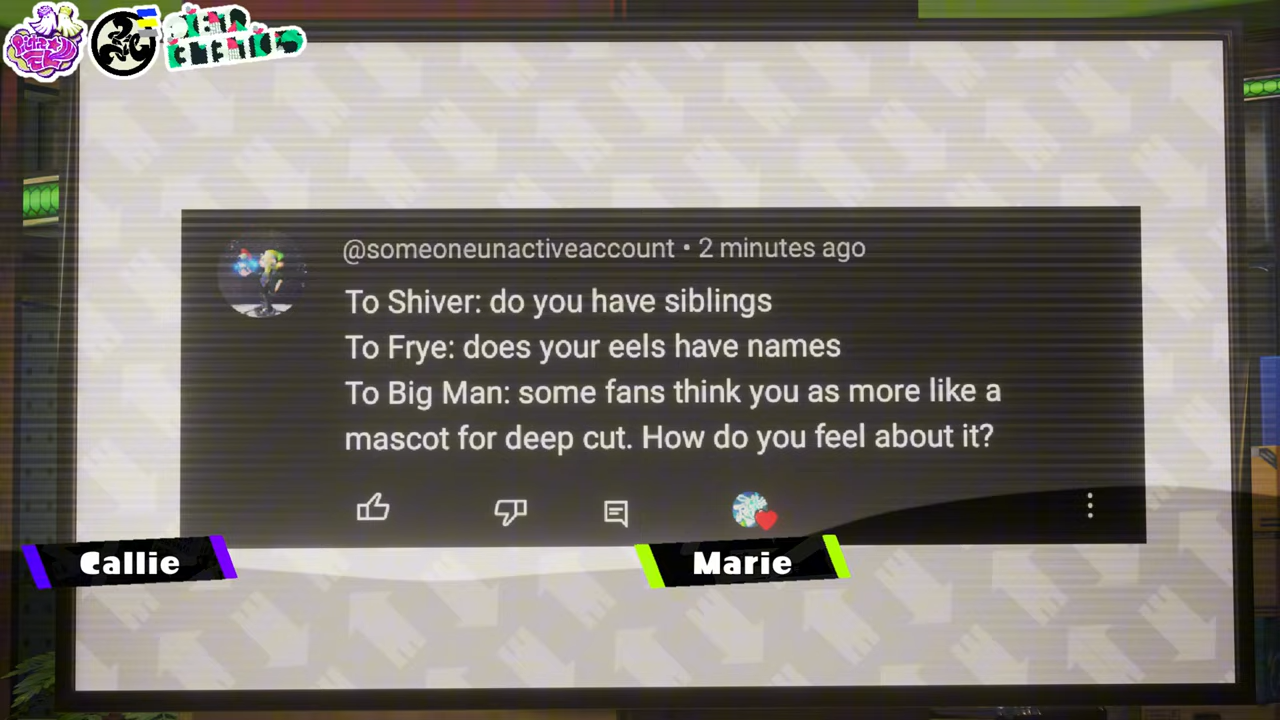 @someoneunactiveaccount • 2 minutes ago
To Shiver: do you have siblings
To Frye: does your eels have names
To Big Man: some fans think you as more like a
mascot for deep cut. How do you feel about it?
Callie
Marie